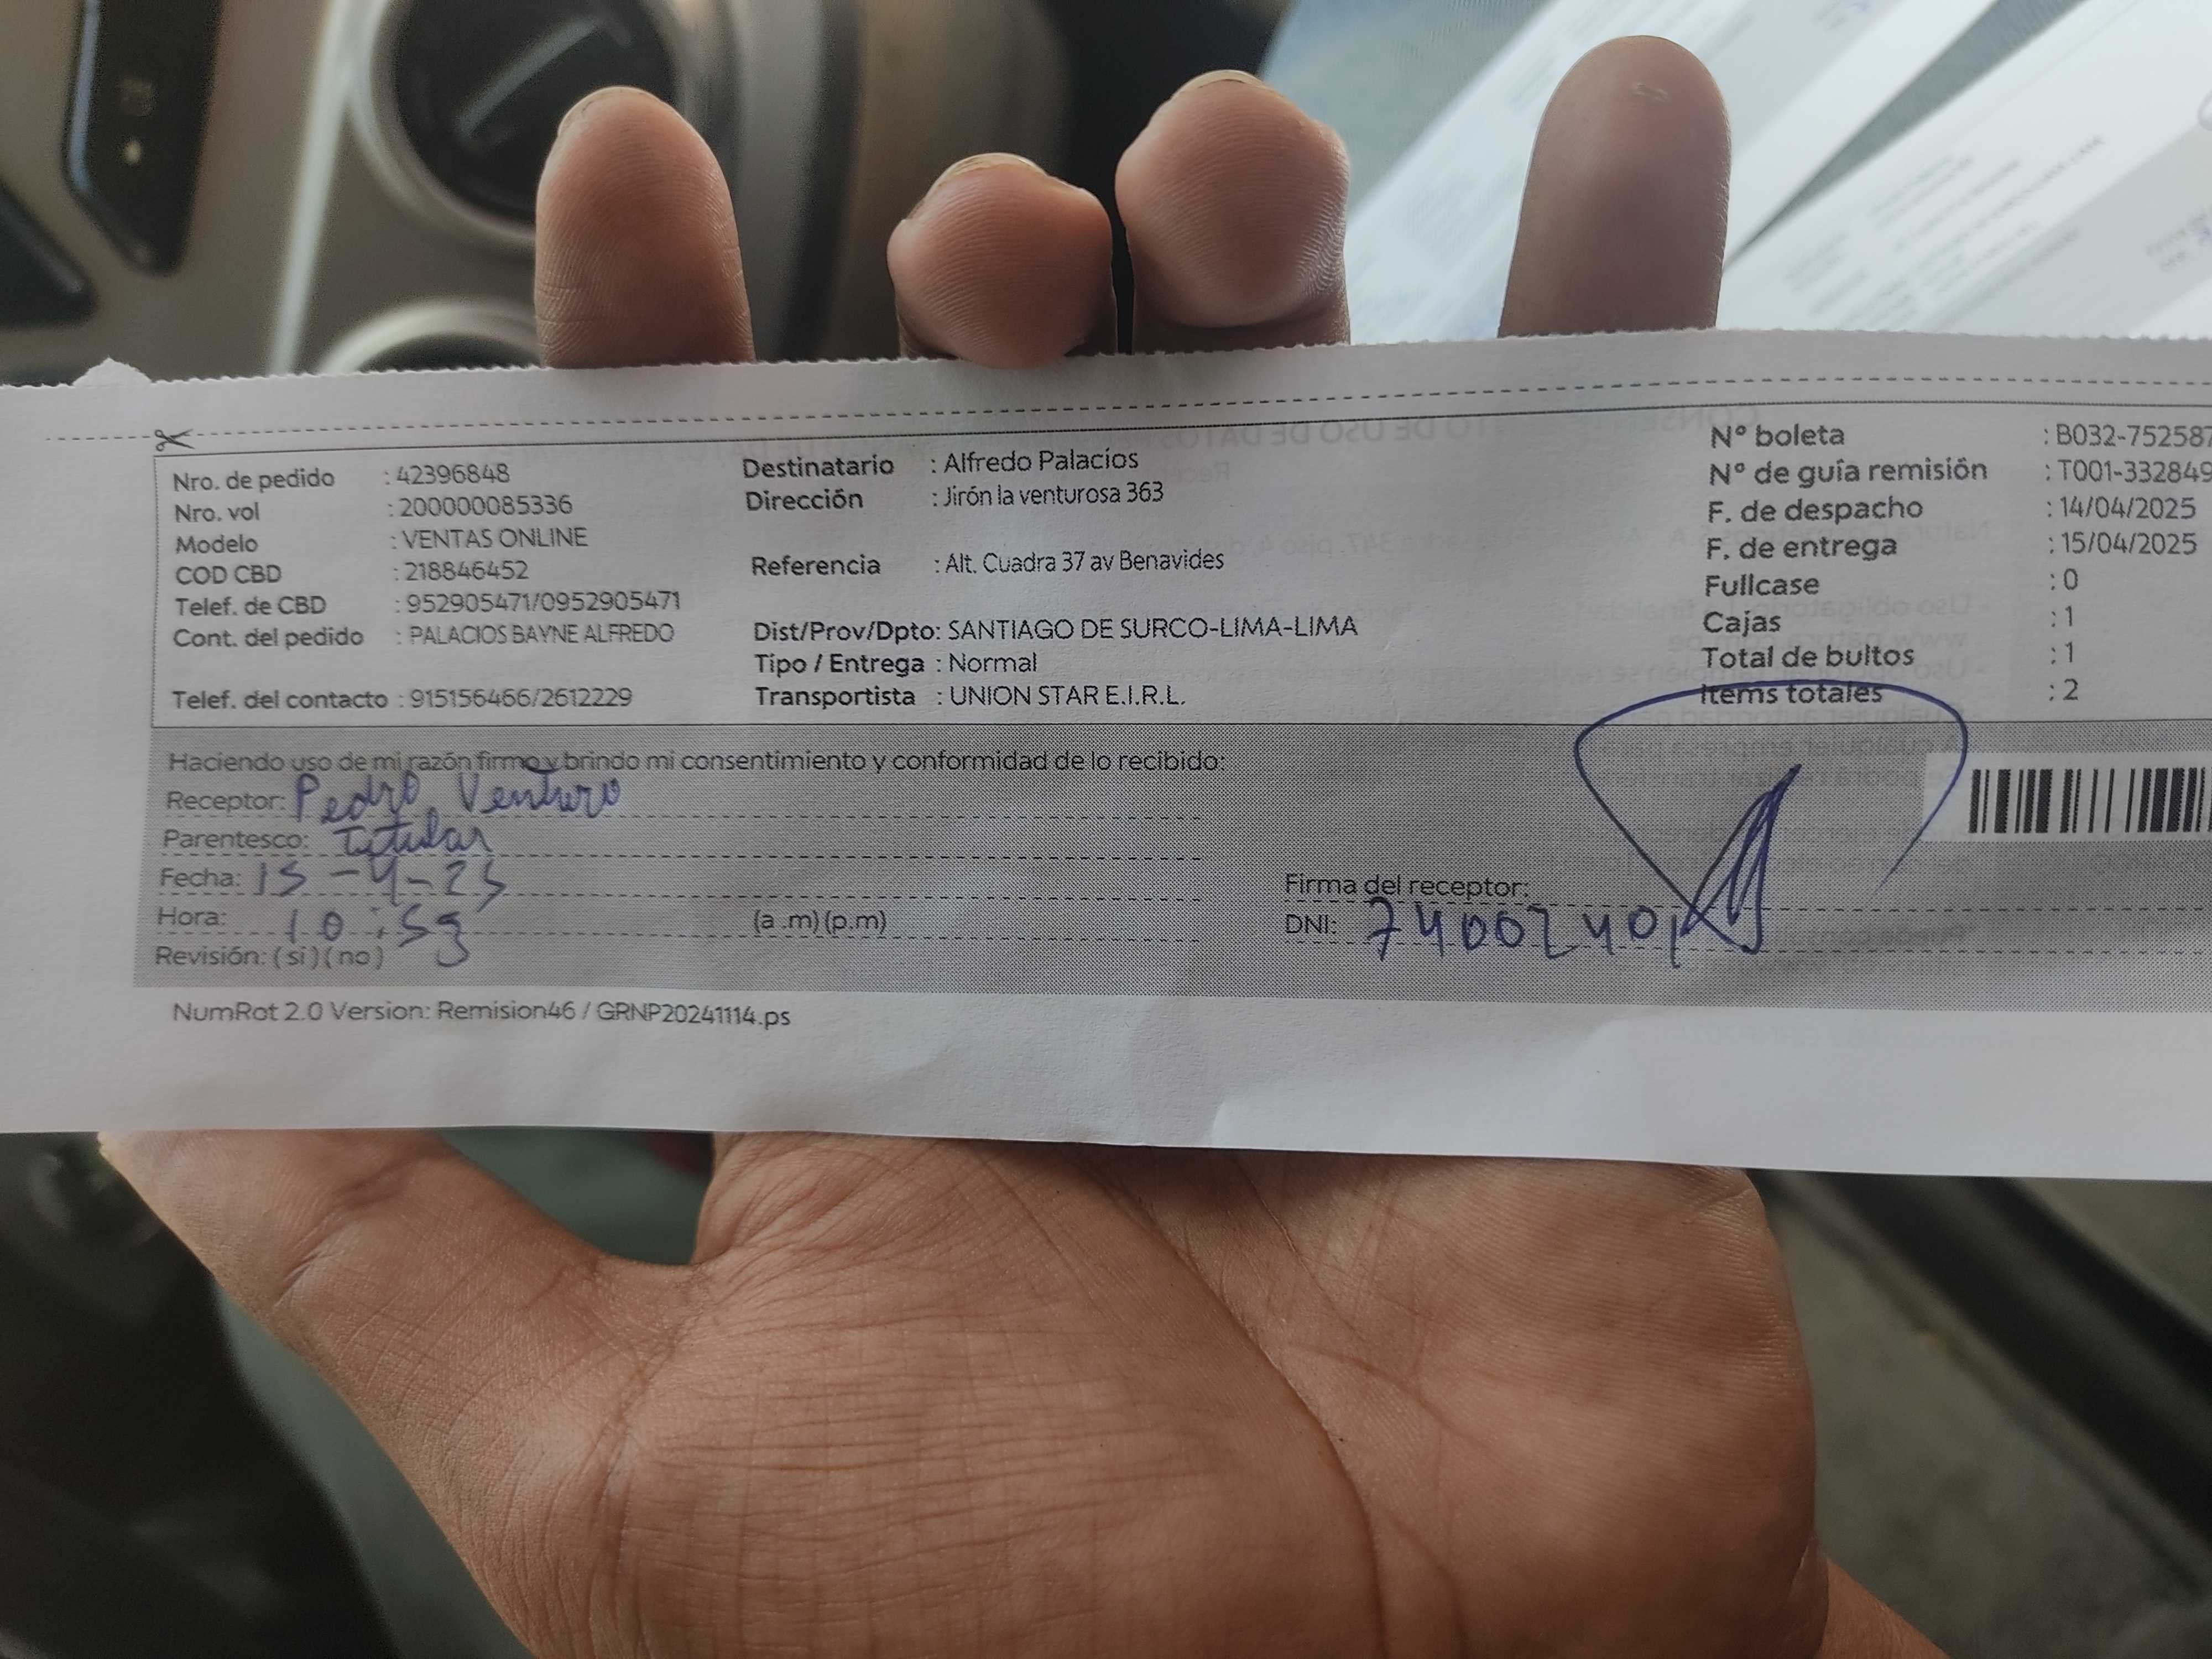 Nro. de pedido : 42396848
Nro. vol : 200000085336
Modelo : VENTAS ONLINE
COD CBD : 218846452
Telef. de CBD : 952905471/0952905471
Cont. del pedido : PALACIOS BAYNE ALFREDO
Telef. del contacto : 915156466/2612229
Destinatario : Alfredo Palacios
Dirección : Jirón la venturosa 363
Referencia : Alt. Cuadra 37 av Benavides
Dist/Prov/Dpto: SANTIAGO DE SURCO-LIMA-LIMA
Tipo / Entrega : Normal
Transportista : UNION STAR E.I.R.L.
N° boleta : B032-752587
N° de guía remisión : T001-332849
F. de despacho : 14/04/2025
F. de entrega : 15/04/2025
Fullcase : 0
Cajas : 1
Total de bultos : 1
Items totales : 2
Haciendo uso de mi razón firmo y brindo mi consentimiento y conformidad de lo recibido:
Receptor: Pedro Venturo
Parentesco: Titular
Fecha: 15-4-25
Hora: 10:59 (a .m) (p.m)
Revisión: ( si ) ( no )
Firma del receptor:
DNI: 74002401
NumRot 2.0 Version: Remision46 / GRNP20241114.ps